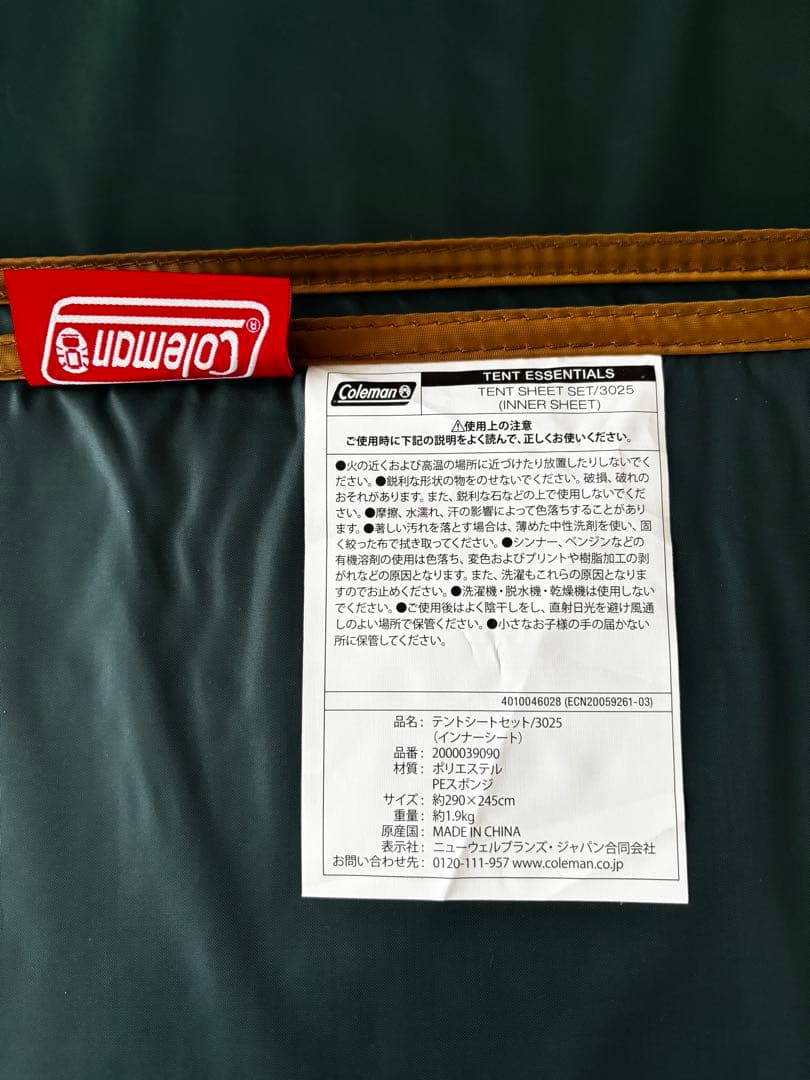 Coleman®
Coleman
TENT ESSENTIALS
TENT SHEET SET/3025
(INNER SHEET)
⚠使用上の注意
ご使用時に下記の説明をよく読んで、正しくお使いください。
●火の近くおよび高温の場所に近づけたり放置したりしないでく
ださい。●鋭利な形状の物をのせないでください。破損、破れの
おそれがあります。また、鋭利な石などの上で使用しないでくだ
さい。●摩擦、水濡れ、汗の影響によって色落ちすることがあり
ます。●著しい汚れを落とす場合は、薄めた中性洗剤を使い、固
く絞った布で拭き取ってください。●シンナー、ベンジンなどの
有機溶剤の使用は色落ち、変色およびプリントや樹脂加工の剥
がれなどの原因となります。また、洗濯もこれらの原因となりま
すのでお止めください。●洗濯機・脱水機・乾燥機は使用しない
でください。●ご使用後はよく陰干しをし、直射日光を避け風通
しのよい場所で保管ください。●小さなお子様の手の届かない
所に保管してください。
4010046028 (ECN20059261-03)
品名：テントシートセット/3025
（インナーシート）
品番：2000039090
材質：ポリエステル
PEスポンジ
サイズ：約290×245cm
重量：約1.9kg
原産国：MADE IN CHINA
表示社：ニューウェルブランズ・ジャパン合同会社
お問い合わせ先：0120-111-957 www.coleman.co.jp